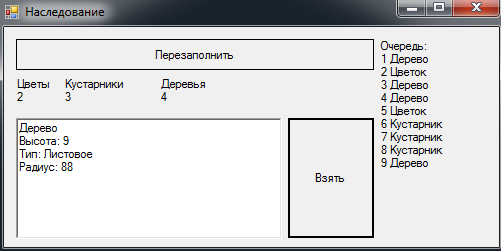 Наследование
Перезаполнить
Цветы Кустарники Деревья
2 3 4
Дерево
Высота: 9
Тип: Листовое
Радиус: 88
Взять
Очередь:
1 Дерево
2 Цветок
3 Дерево
4 Дерево
5 Цветок
6 Кустарник
7 Кустарник
8 Кустарник
9 Дерево